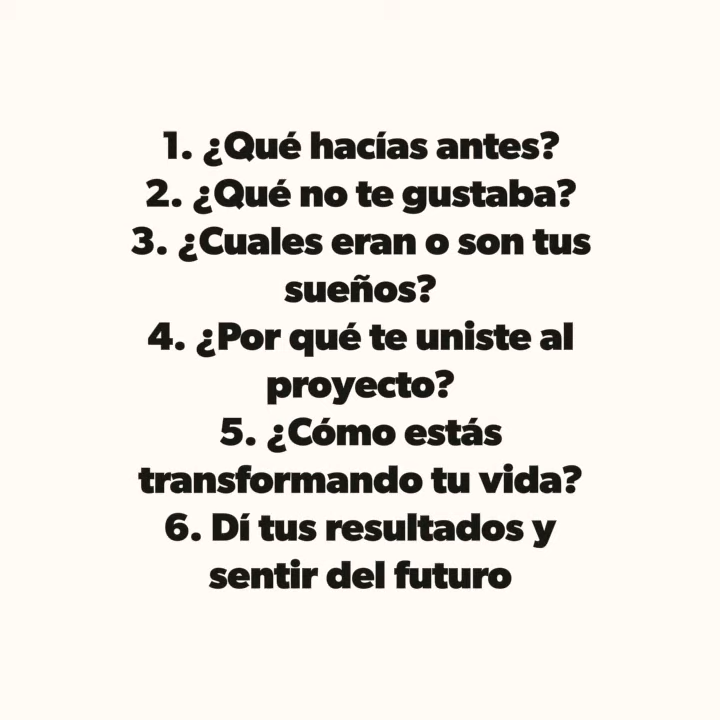 1. ¿Qué hacías antes?
2. ¿Qué no te gustaba?
3. ¿Cuales eran o son tus
sueños?
4. ¿Por qué te uniste al
proyecto?
5. ¿Cómo estás
transformando tu vida?
6. Dí tus resultados y
sentir del futuro